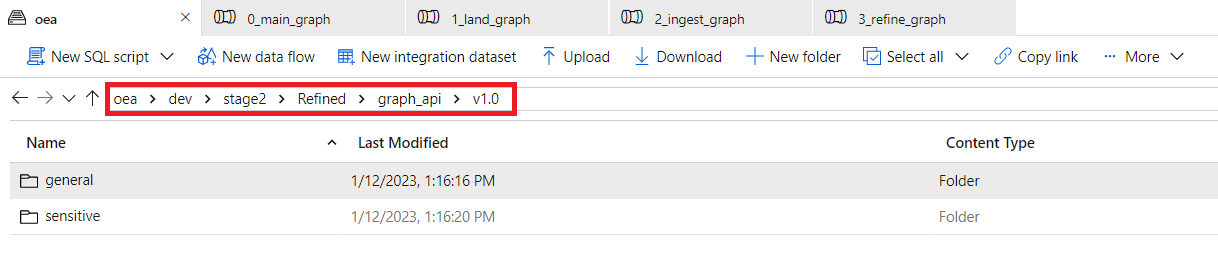 oea 0_main_graph 1_land_graph 2_ingest_graph 3_refine_graph
New SQL script New data flow New integration dataset Upload Download New folder Select all Copy link More
oea dev stage2 Refined graph_api v1.0
Name Last Modified Content Type
general 1/12/2023, 1:16:16 PM Folder
sensitive 1/12/2023, 1:16:20 PM Folder